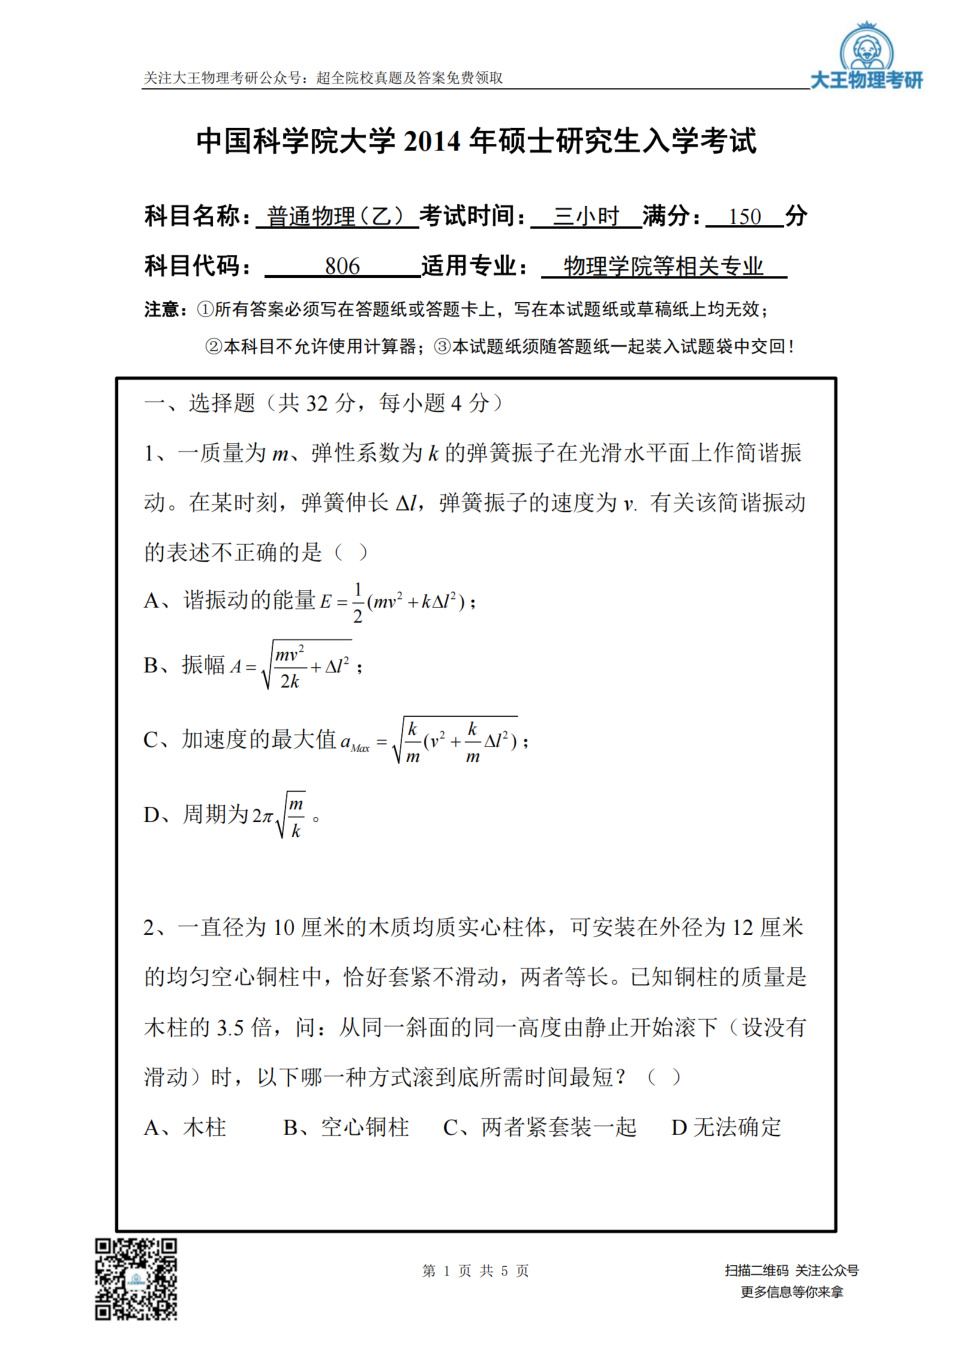 关注大王物理考研公众号：超全院校真题及答案免费领取
大王物理考研
中国科学院大学 2014 年硕士研究生入学考试
科目名称：普通物理（乙）考试时间： 三小时 满分： 150 分
科目代码： 806 适用专业： 物理学院等相关专业
注意：①所有答案必须写在答题纸或答题卡上，写在本试题纸或草稿纸上均无效；
②本科目不允许使用计算器；③本试题纸须随答题纸一起装入试题袋中交回！
一、选择题（共 32 分，每小题 4 分）
1、一质量为 m、弹性系数为 k 的弹簧振子在光滑水平面上作简谐振
动。在某时刻，弹簧伸长 Δl，弹簧振子的速度为 v. 有关该简谐振动
的表述不正确的是（ ）
A、谐振动的能量 E = 1/2 (mv² + kΔl²)；
B、振幅 A = √(mv²/2k + Δl²)；
C、加速度的最大值 a_Max = √(k/m (v² + k/m Δl²))；
D、周期为 2π√(m/k)。
2、一直径为 10 厘米的木质均质实心柱体，可安装在外径为 12 厘米
的均匀空心铜柱中，恰好套紧不滑动，两者等长。已知铜柱的质量是
木柱的 3.5 倍，问：从同一斜面的同一高度由静止开始滚下（设没有
滑动）时，以下哪一种方式滚到底所需时间最短？（ ）
A、木柱 B、空心铜柱 C、两者紧套装一起 D 无法确定
第 1 页 共 5 页
扫描二维码 关注公众号
更多信息等你来拿